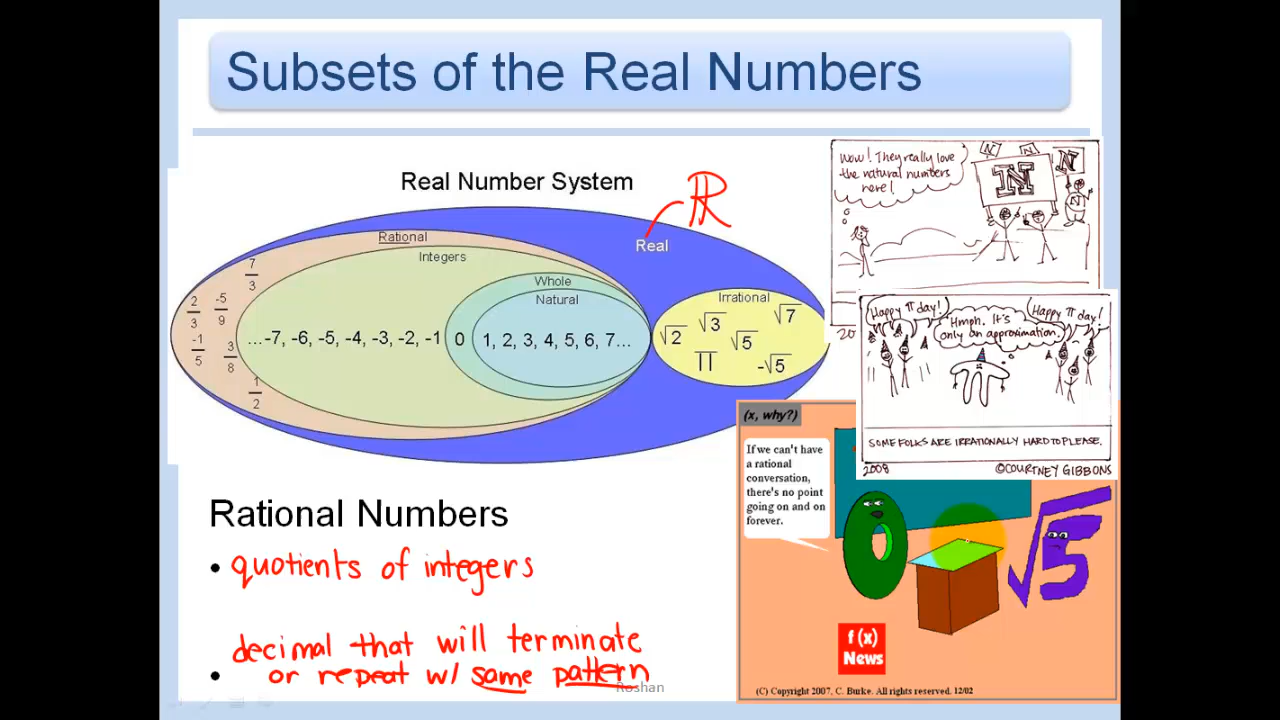 Subsets of the Real Numbers
Real Number System
ℝ
Real
Rational
Integers
Whole
Natural
Irrational
7/3
2/3
-5/9
-1/5
3/8
1/2
...-7, -6, -5, -4, -3, -2, -1
0
1, 2, 3, 4, 5, 6, 7...
√2
√3
√5
√7
π
-√5
Wow! They really love
the natural numbers
here!
N
N
N
N
N
20
Happy π day!
Hmph. It's
only an approximation.
Happy π day!
SOME FOLKS ARE IRRATIONALLY HARD TO PLEASE.
2008
©COURTNEY GIBBONS
(x, why?)
If we can't have
a rational
conversation,
there's no point
going on and on
forever.
0
√5
f(x)
News
(C) Copyright 2007, C. Burke. All rights reserved. 12/02
Rational Numbers
• quotients of integers
decimal that will terminate
• or repeat w/ same pattern
Roshan